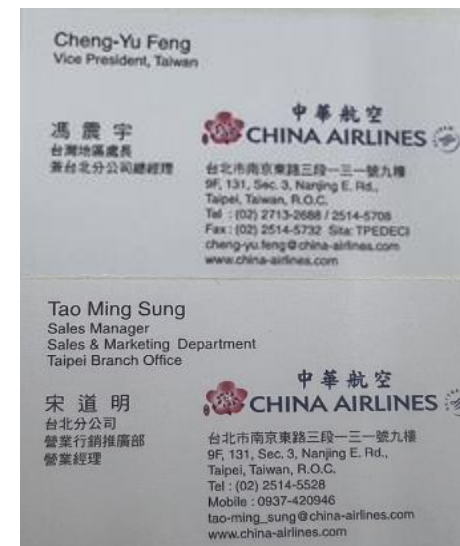 Cheng-Yu Feng
Vice President, Taiwan
馮震宇
台灣地區處長
兼台北分公司總經理
中華航空
CHINA AIRLINES
台北市南京東路三段一三一號九樓
9F, 131, Sec. 3, Nanjing E. Rd.,
Taipei, Taiwan, R.O.C.
Tel : (02) 2713-2688 / 2514-5708
Fax : (02) 2514-5732 Sita: TPEDECI
cheng-yu.feng@china-airlines.com
www.china-airlines.com
Tao Ming Sung
Sales Manager
Sales & Marketing Department
Taipei Branch Office
宋道明
台北分公司
營業行銷推廣部
營業經理
中華航空
CHINA AIRLINES
台北市南京東路三段一三一號九樓
9F, 131, Sec. 3, Nanjing E. Rd.,
Taipei, Taiwan, R.O.C.
Tel : (02) 2514-5528
Mobile : 0937-420946
tao-ming_sung@china-airlines.com
www.china-airlines.com